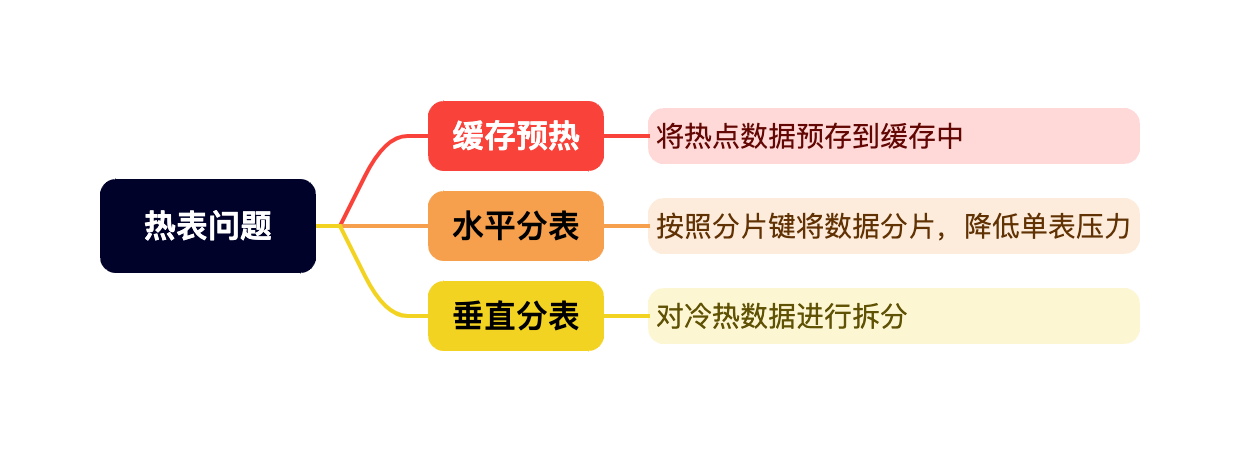 热表问题
缓存预热
将热点数据预存到缓存中
水平分表
按照分片键将数据分片，降低单表压力
垂直分表
对冷热数据进行拆分